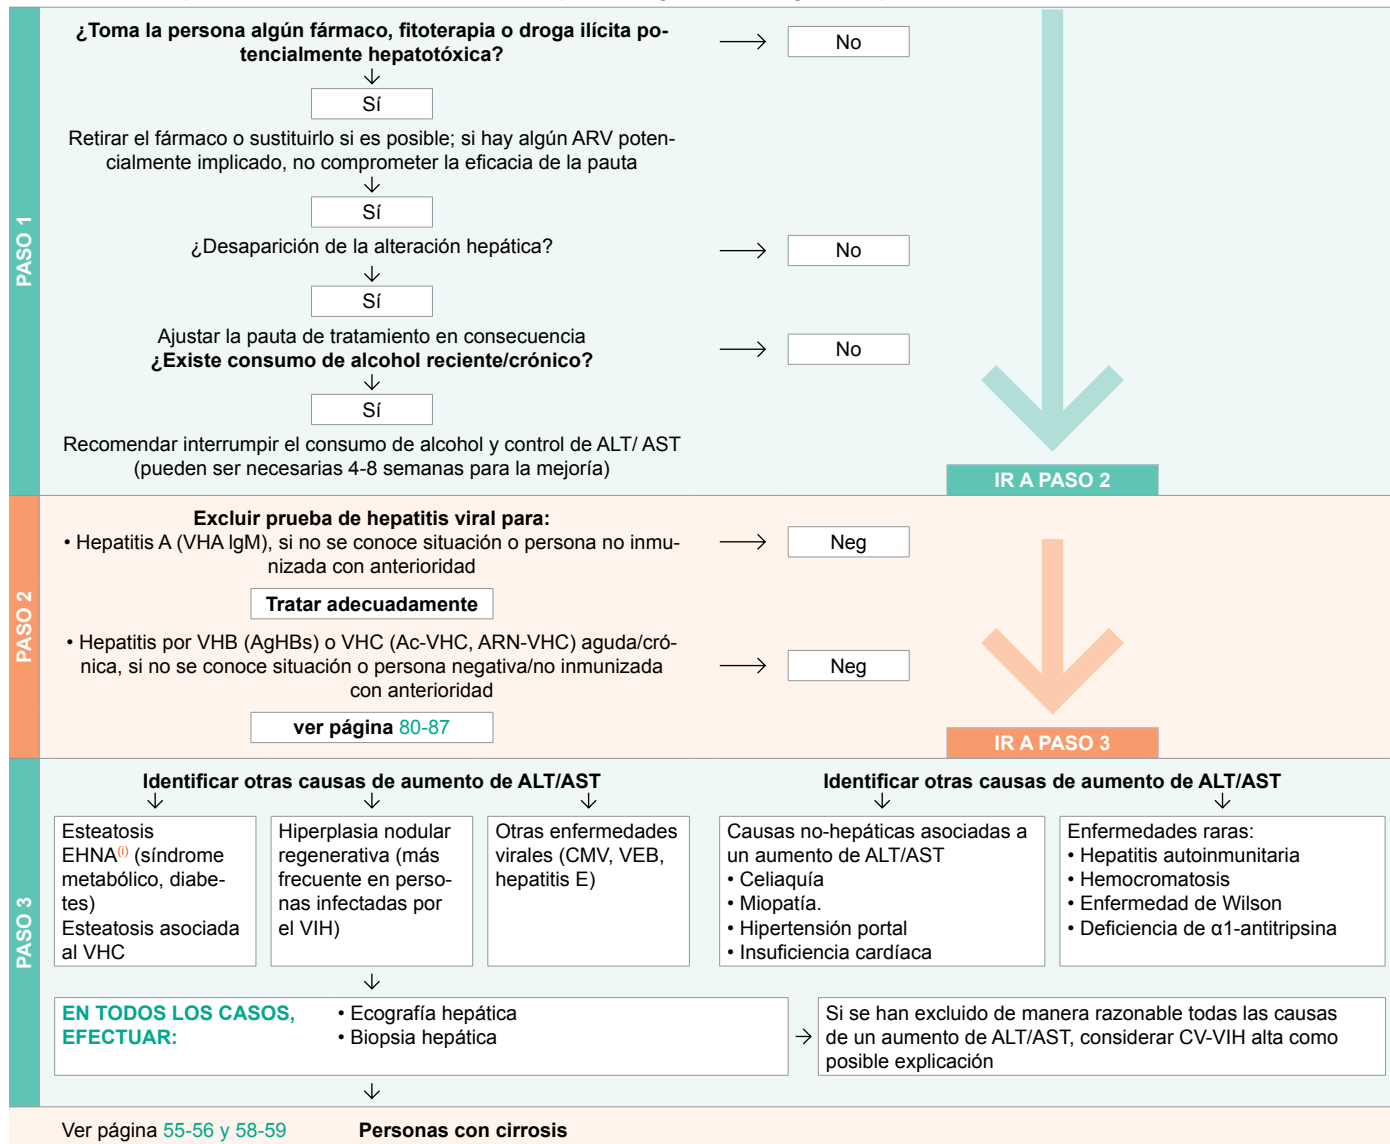 PASO 1
¿Toma la persona algún fármaco, fitoterapia o droga ilícita po-
tencialmente hepatotóxica?
No
Sí
Retirar el fármaco o sustituirlo si es posible; si hay algún ARV poten-
cialmente implicado, no comprometer la eficacia de la pauta
Sí
¿Desaparición de la alteración hepática?
No
Sí
Ajustar la pauta de tratamiento en consecuencia
¿Existe consumo de alcohol reciente/crónico?
No
Sí
Recomendar interrumpir el consumo de alcohol y control de ALT/ AST
(pueden ser necesarias 4-8 semanas para la mejoría)
IR A PASO 2
PASO 2
Excluir prueba de hepatitis viral para:
• Hepatitis A (VHA IgM), si no se conoce situación o persona no inmu-
nizada con anterioridad
Neg
Tratar adecuadamente
• Hepatitis por VHB (AgHBs) o VHC (Ac-VHC, ARN-VHC) aguda/cró-
nica, si no se conoce situación o persona negativa/no inmunizada
con anterioridad
Neg
ver página 80-87
IR A PASO 3
PASO 3
Identificar otras causas de aumento de ALT/AST
Esteatosis
EHNA(i) (síndrome
metabólico, diabe-
tes)
Esteatosis asociada
al VHC
Hiperplasia nodular
regenerativa (más
frecuente en perso-
nas infectadas por
el VIH)
Otras enfermedades
virales (CMV, VEB,
hepatitis E)
Identificar otras causas de aumento de ALT/AST
Causas no-hepáticas asociadas a
un aumento de ALT/AST
• Celiaquía
• Miopatía.
• Hipertensión portal
• Insuficiencia cardíaca
Enfermedades raras:
• Hepatitis autoinmunitaria
• Hemocromatosis
• Enfermedad de Wilson
• Deficiencia de α1-antitripsina
EN TODOS LOS CASOS,
EFECTUAR:
• Ecografía hepática
• Biopsia hepática
Si se han excluido de manera razonable todas las causas
de un aumento de ALT/AST, considerar CV-VIH alta como
posible explicación
Ver página 55-56 y 58-59 Personas con cirrosis